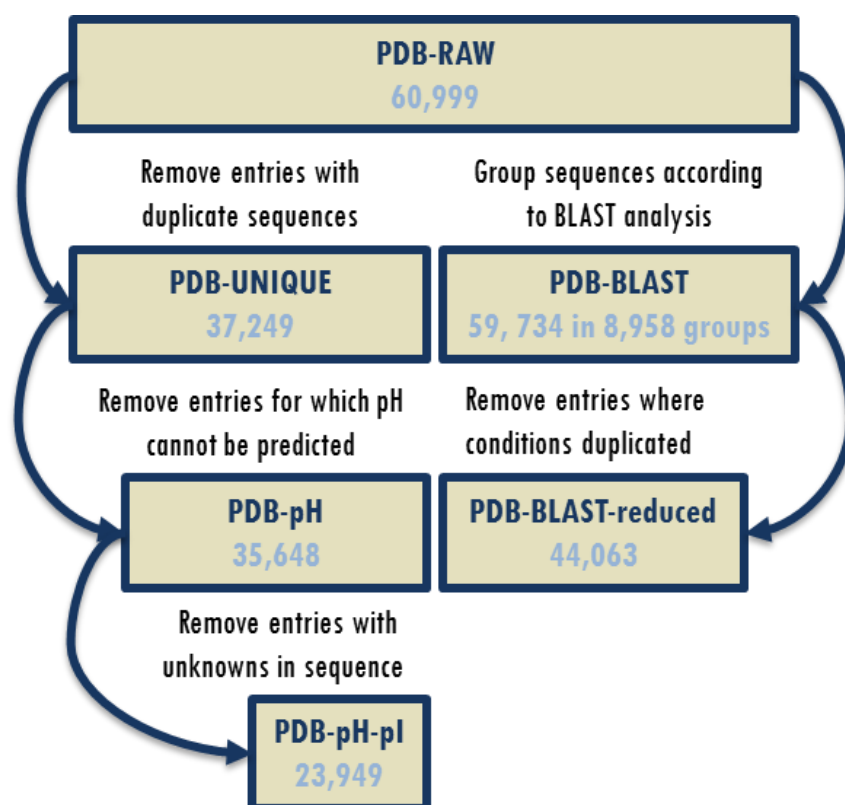 PDB-RAW
60,999
Remove entries with
duplicate sequences
Group sequences according
to BLAST analysis
PDB-UNIQUE
37,249
PDB-BLAST
59, 734 in 8,958 groups
Remove entries for which pH
cannot be predicted
Remove entries where
conditions duplicated
PDB-pH
35,648
PDB-BLAST-reduced
44,063
Remove entries with
unknowns in sequence
PDB-pH-pI
23,949